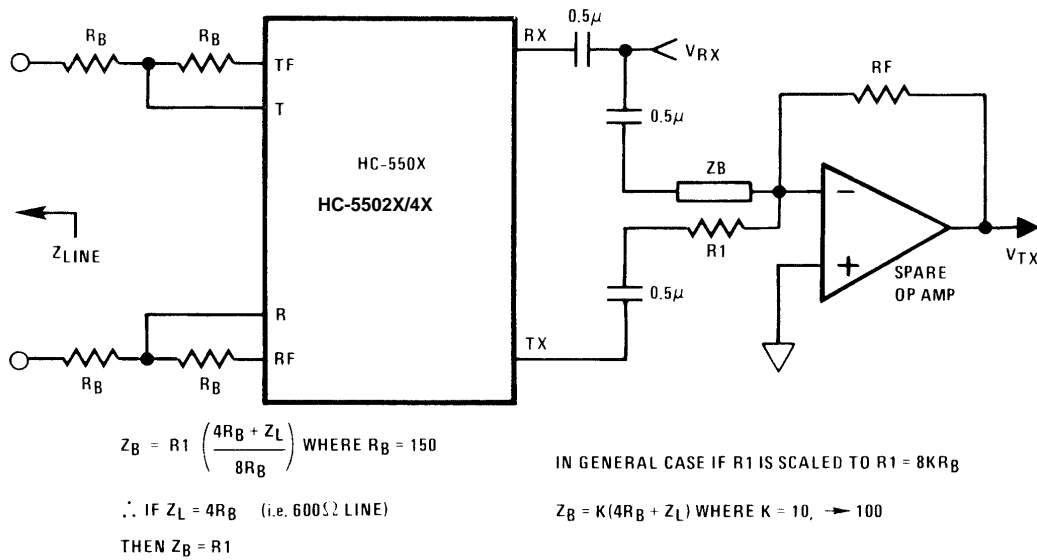 0.5μ
RB
RB
RX
TF
VRX
RF
T
0.5μ
HC-550X
ZB
HC-5502X/4X
−
ZLINE
R1
VTX
+
SPARE
OP AMP
0.5μ
R
TX
RF
RB
RB
ZB = R1 (4RB + ZL / 8RB) WHERE RB = 150
∴ IF ZL = 4RB (i.e. 600Ω LINE)
THEN ZB = R1
IN GENERAL CASE IF R1 IS SCALED TO R1 = 8KRB
ZB = K(4RB + ZL) WHERE K = 10, → 100